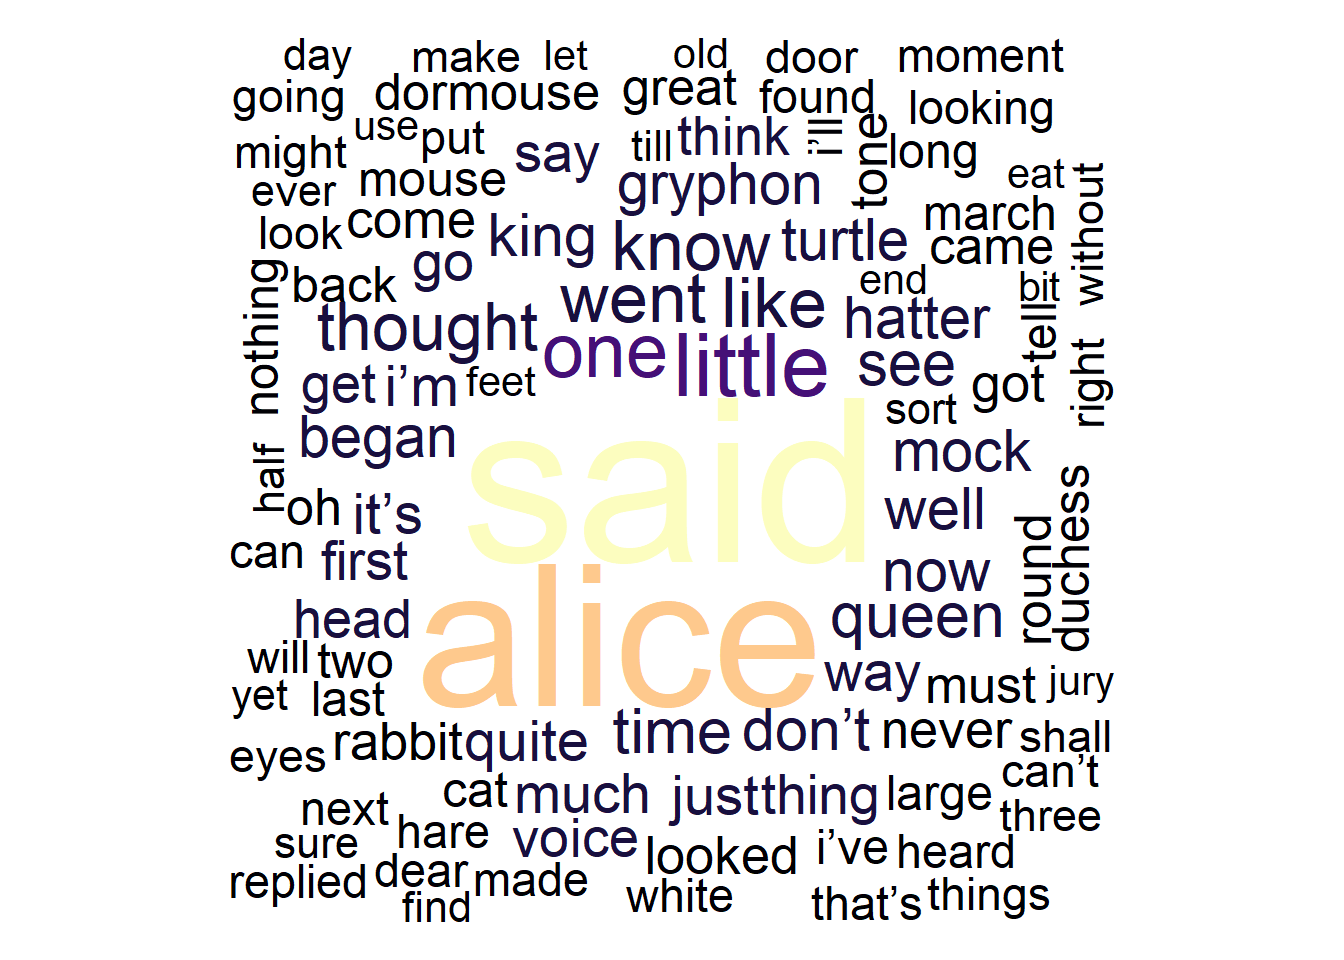 day make let old door moment
going dormouse great found looking
might use put say till think i'll tone long
ever mouse gryphon eat without
look come king know turtle march
nothing back go went like end came bit
thought one little hatter tell right
get i'm feet see got
began said sort mock
half oh it's well
can first now round duchess
head alice queen
will two way must jury
yet last
eyes rabbit quite time don't never shall
next cat much just thing large can't
sure hare voice looked i've heard three
replied dear made white that's things
find